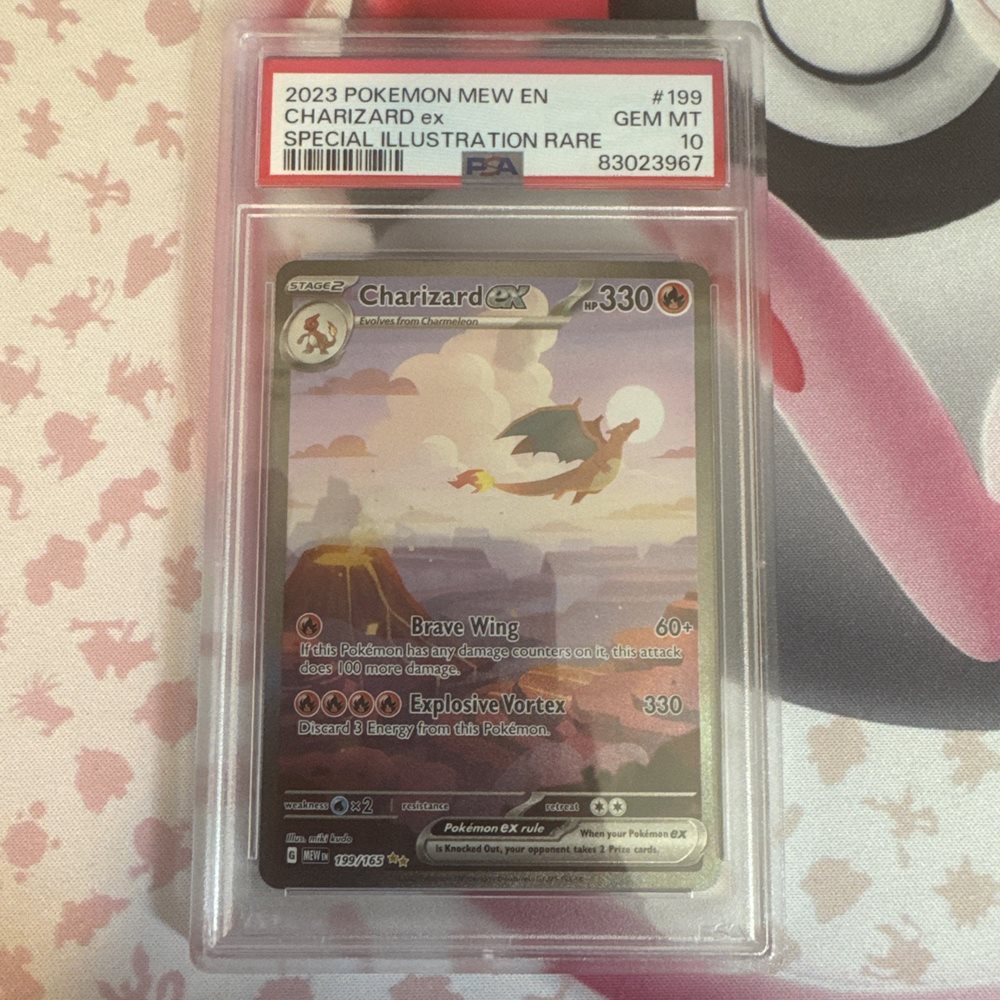 2023 POKEMON MEW EN #199
CHARIZARD ex GEM MT
SPECIAL ILLUSTRATION RARE 10
PSA 83023967
STAGE2 Charizard ex HP 330
Evolves from Charmeleon
Brave Wing 60+
If this Pokémon has any damage counters on it, this attack
does 100 more damage.
Explosive Vortex 330
Discard 3 Energy from this Pokémon.
weakness ×2 resistance retreat
Illus. miki kudo
Pokémon ex rule When your Pokémon ex
is Knocked Out, your opponent takes 2 Prize cards.
G MEW EN 199/165